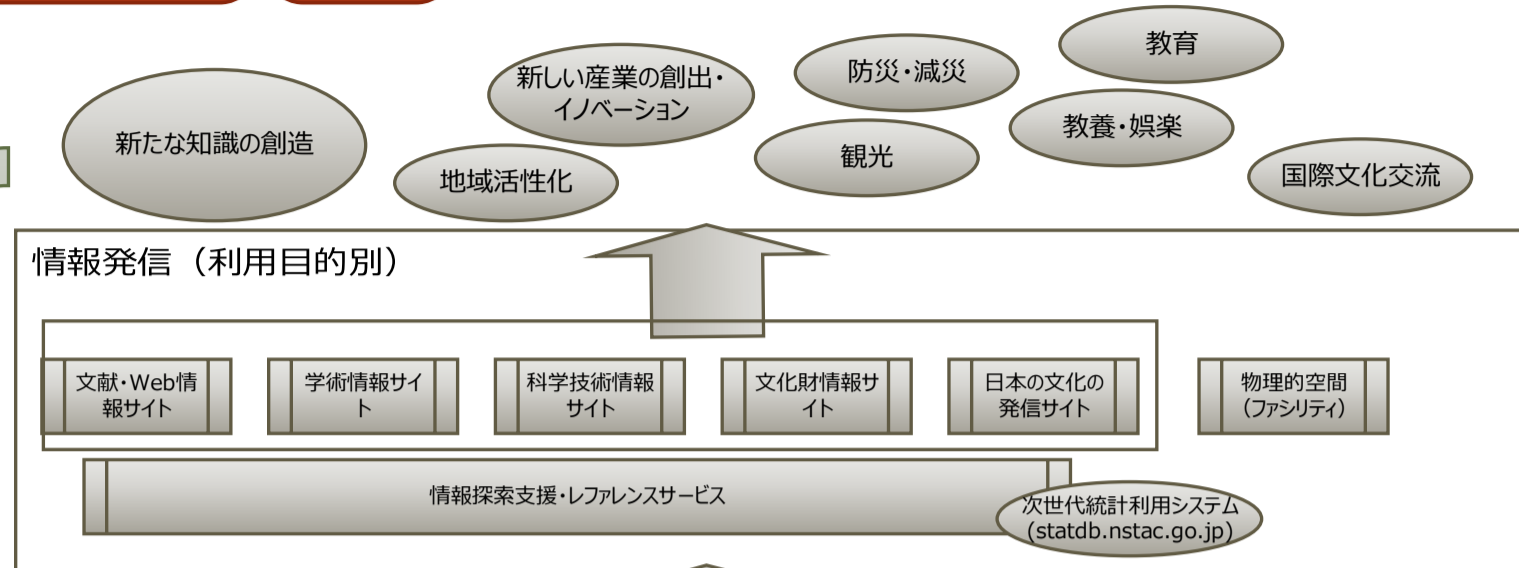 教育
防災・減災
新しい産業の創出・
イノベーション
教養・娯楽
新たな知識の創造
観光
地域活性化
国際文化交流
情報発信（利用目的別）
文献・Web情
報サイト
学術情報サイ
ト
科学技術情報
サイト
文化財情報サ
イト
日本の文化の
発信サイト
物理的空間
（ファシリティ）
情報探索支援・レファレンスサービス
次世代統計利用システム
(statdb.nstac.go.jp)